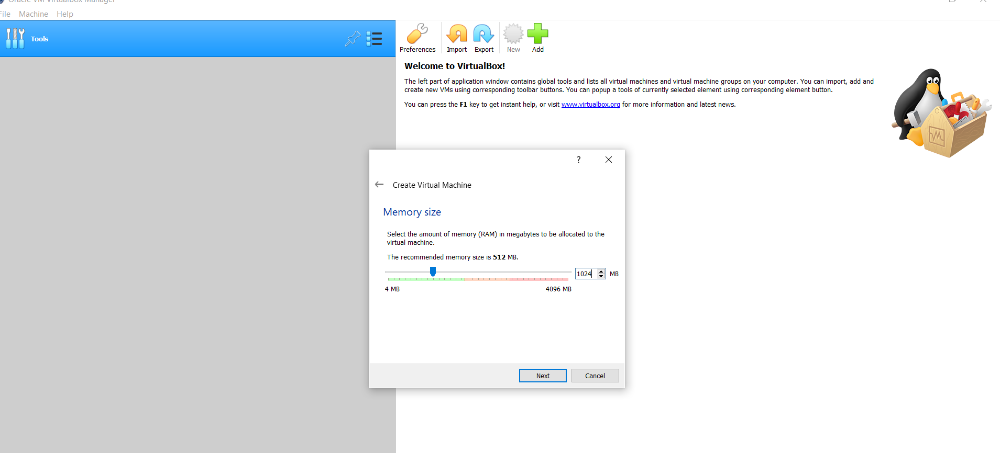 Oracle VM VirtualBox Manager
File Machine Help
Tools
Preferences Import Export New Add
Welcome to VirtualBox!
The left part of application window contains global tools and lists all virtual machines and virtual machine groups on your computer. You can import, add and
create new VMs using corresponding toolbar buttons. You can popup a tools of currently selected element using corresponding element button.
You can press the F1 key to get instant help, or visit www.virtualbox.org for more information and latest news.
?
Create Virtual Machine
Memory size
Select the amount of memory (RAM) in megabytes to be allocated to the
virtual machine.
The recommended memory size is 512 MB.
1024 MB
4 MB 4096 MB
Next Cancel